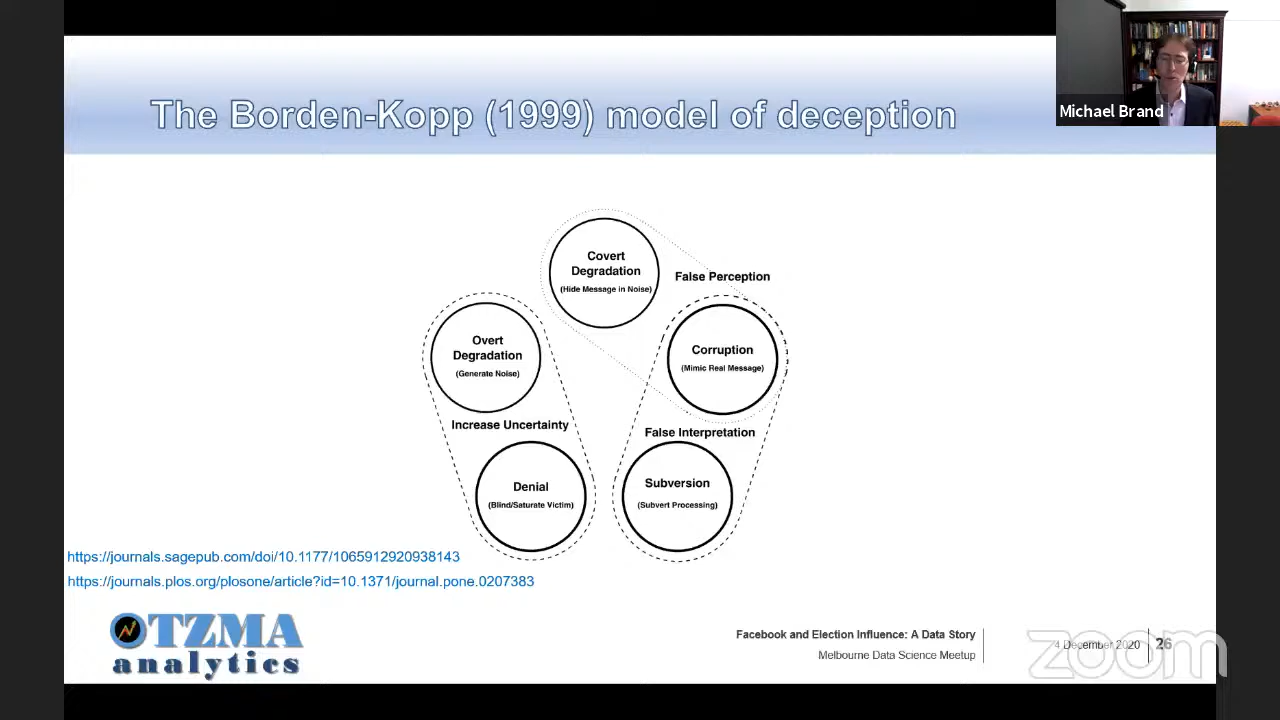 The Borden-Kopp (1999) model of deception
Michael Brand
Covert
Degradation
(Hide Message in Noise)
False Perception
Overt
Degradation
(Generate Noise)
Corruption
(Mimic Real Message)
Increase Uncertainty
False Interpretation
Denial
(Blind/Saturate Victim)
Subversion
(Subvert Processing)
https://journals.sagepub.com/doi/10.1177/1065912920938143
https://journals.plos.org/plosone/article?id=10.1371/journal.pone.0207383
OTZMA
analytics
Facebook and Election Influence: A Data Story
Melbourne Data Science Meetup
4 December 2020
26
zoom